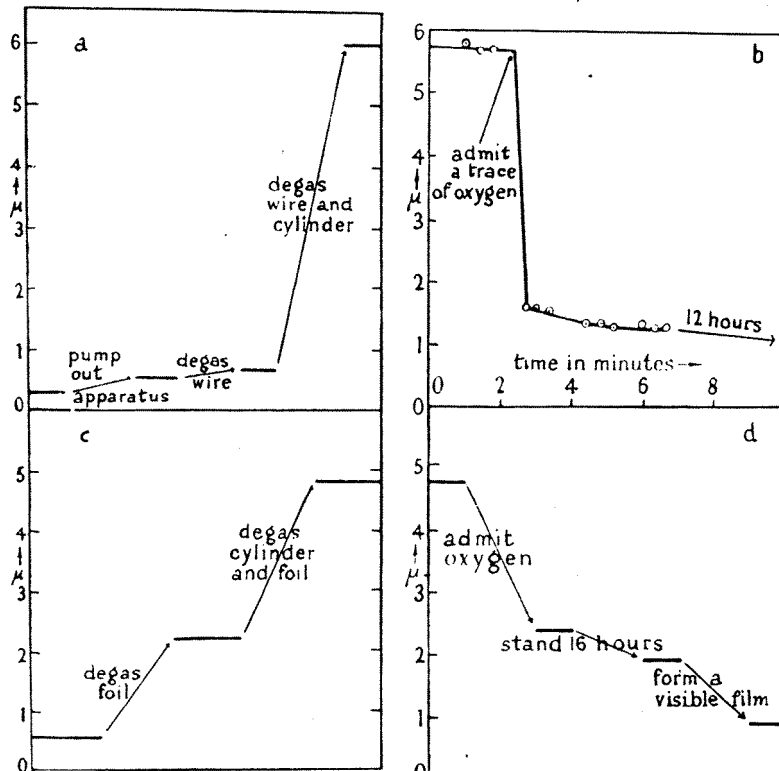 a
6
5
4
μ
3
2
1
0
degas
wire and
cylinder
pump
out
apparatus
degas
wire
b
6
5
4
μ
3
2
1
0
admit
a trace
of oxygen
12 hours
time in minutes
0 2 4 6 8
c
5
4
μ
3
2
1
0
degas
foil
degas
cylinder
and foil
d
5
4
μ
3
2
1
0
admit
oxygen
stand 16 hours
form a
visible film